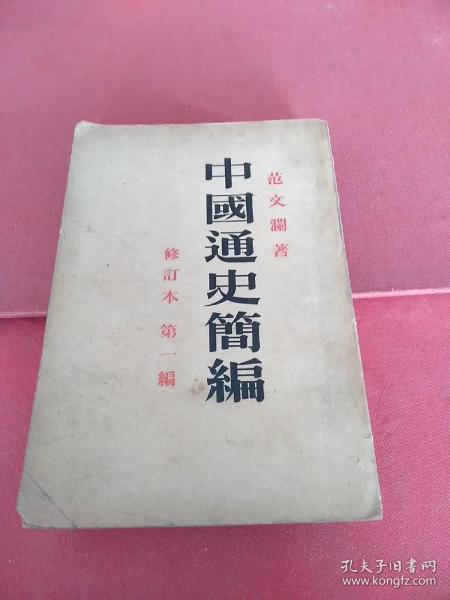 范文瀾著
中國通史簡編
修訂本 第一編
孔夫子旧书网
www.kongfz.com